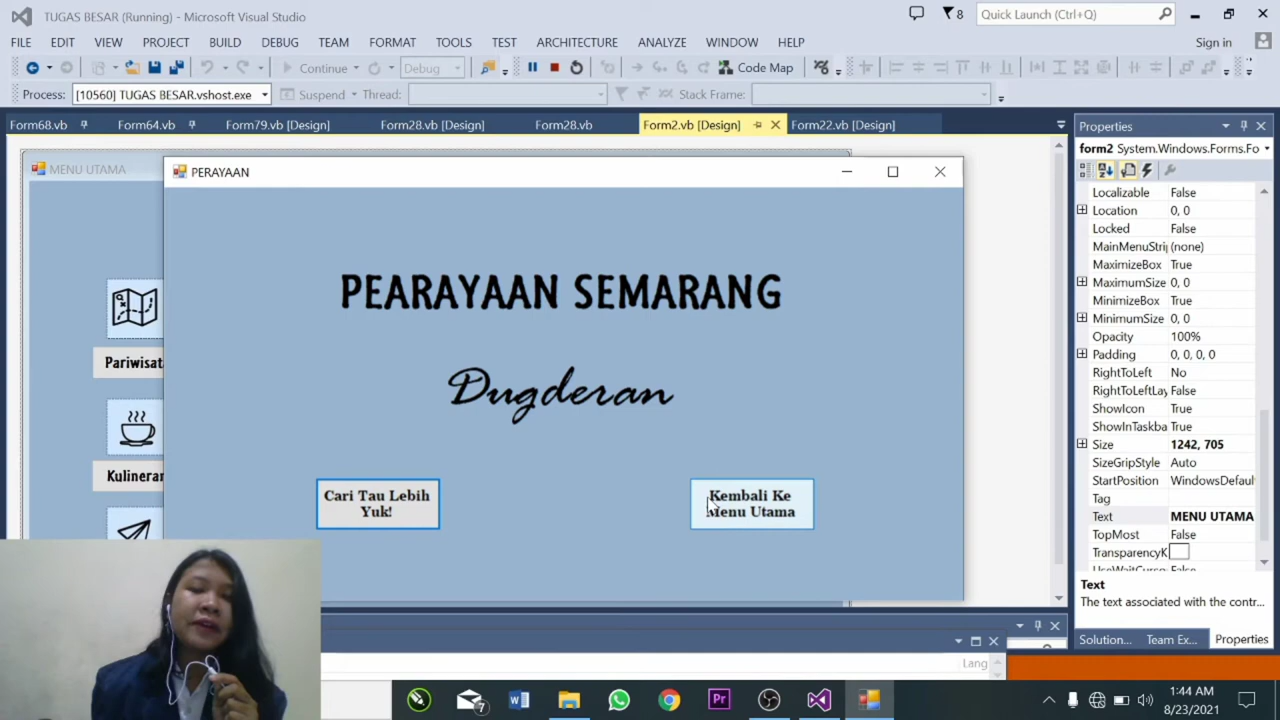 TUGAS BESAR (Running) - Microsoft Visual Studio
8
Quick Launch (Ctrl+Q)
FILE EDIT VIEW PROJECT BUILD DEBUG TEAM FORMAT TOOLS TEST ARCHITECTURE ANALYZE WINDOW HELP
Sign in
Continue Debug Code Map
Process: [10560] TUGAS BESAR.vshost.exe Suspend Thread: Stack Frame:
Form68.vb Form64.vb Form79.vb [Design] Form28.vb [Design] Form28.vb Form2.vb [Design] Form22.vb [Design]
MENU UTAMA
PERAYAAN
PEARAYAAN SEMARANG
Dugderan
Cari Tau Lebih
Yuk!
Kembali Ke
Menu Utama
Pariwisat
Kulinerar
Properties
form2 System.Windows.Forms.Fo
Localizable False
Location 0, 0
Locked False
MainMenuStri (none)
MaximizeBox True
MaximumSize 0, 0
MinimizeBox True
MinimumSize 0, 0
Opacity 100%
Padding 0, 0, 0, 0
RightToLeft No
RightToLeftLay False
ShowIcon True
ShowInTaskba True
Size 1242, 705
SizeGripStyle Auto
StartPosition WindowsDefaul
Tag
Text MENU UTAMA
TopMost False
TransparencyK
UseWaitCurso False
Text
The text associated with the contr...
Solution... Team Ex... Properties
Lang
7
1:44 AM
8/23/2021